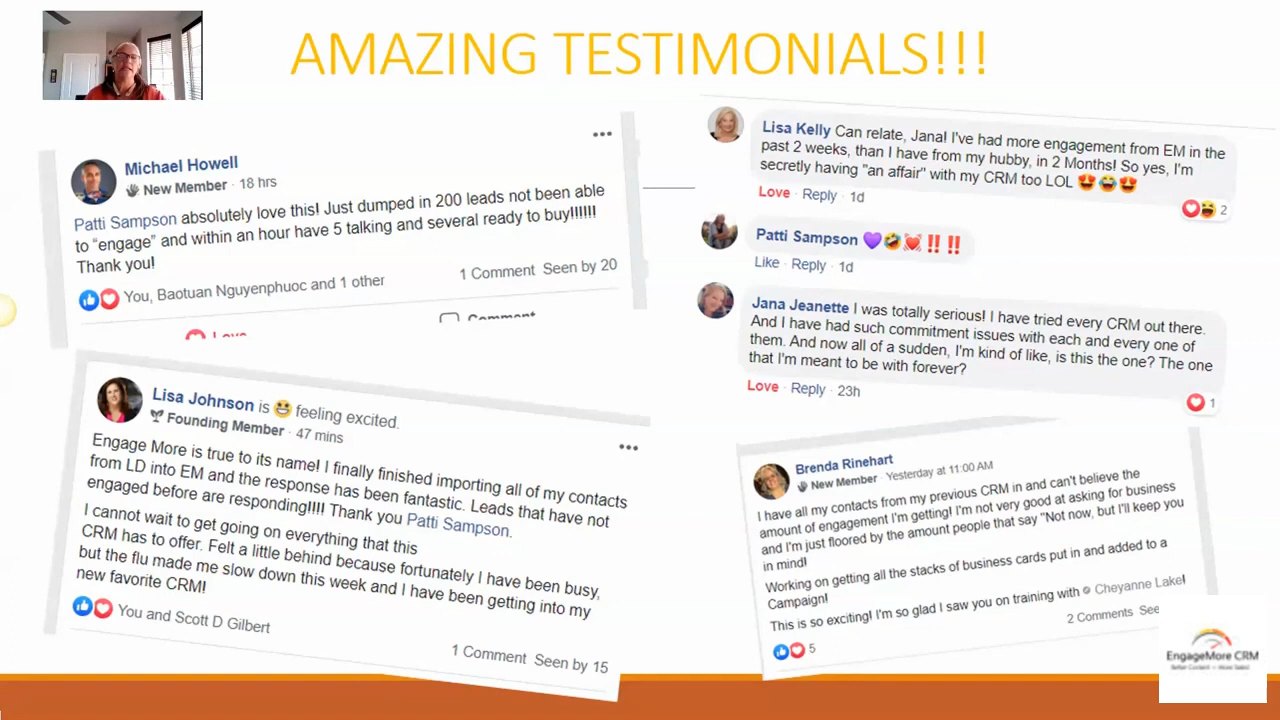 AMAZING TESTIMONIALS!!!
Michael Howell
New Member · 18 hrs
Patti Sampson absolutely love this! Just dumped in 200 leads not been able
to “engage” and within an hour have 5 talking and several ready to buy!!!!!!
Thank you!
You, Baotuan Nguyenphuoc and 1 other
1 Comment Seen by 20
Love
Comment
Lisa Johnson is 😀 feeling excited.
Founding Member · 47 mins
Engage More is true to its name! I finally finished importing all of my contacts
from LD into EM and the response has been fantastic. Leads that have not
engaged before are responding!!!! Thank you Patti Sampson.
I cannot wait to get going on everything that this
CRM has to offer. Felt a little behind because fortunately I have been busy,
but the flu made me slow down this week and I have been getting into my
new favorite CRM!
You and Scott D Gilbert
1 Comment Seen by 15
Lisa Kelly Can relate, Jana! I've had more engagement from EM in the
past 2 weeks, than I have from my hubby, in 2 Months! So yes, I'm
secretly having "an affair" with my CRM too LOL 😍😂😍
Love · Reply · 1d
2
Patti Sampson 💜🤣💓‼️‼️
Like · Reply · 1d
Jana Jeanette I was totally serious! I have tried every CRM out there.
And I have had such commitment issues with each and every one of
them. And now all of a sudden, I'm kind of like, is this the one? The one
that I'm meant to be with forever?
Love · Reply · 23h
1
Brenda Rinehart
New Member · Yesterday at 11:00 AM
I have all my contacts from my previous CRM in and can't believe the
amount of engagement I'm getting! I'm not very good at asking for business
and I'm just floored by the amount people that say "Not now, but I'll keep you
in mind!
Working on getting all the stacks of business cards put in and added to a
Campaign!
This is so exciting! I'm so glad I saw you on training with Cheyanne Lake!
5
2 Comments See
EngageMore CRM
Better Content = More Sales!